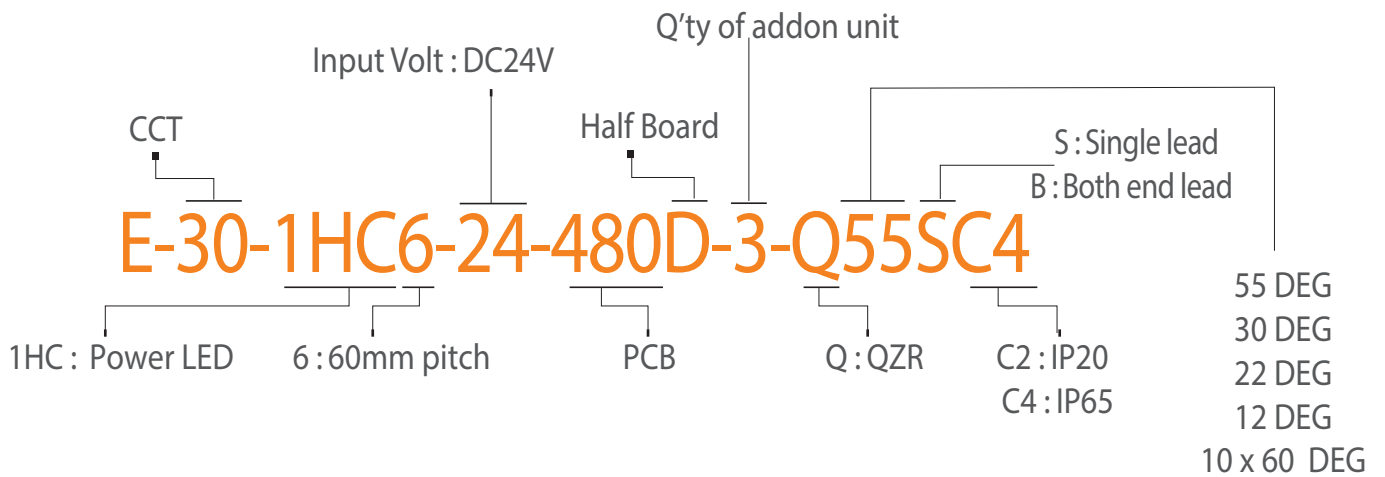 Q'ty of addon unit
Input Volt : DC24V
CCT
Half Board
S : Single lead
B : Both end lead
E-30-1HC6-24-480D-3-Q55SC4
1HC : Power LED
6 : 60mm pitch
PCB
Q : QZR
C2 : IP20
C4 : IP65
55 DEG
30 DEG
22 DEG
12 DEG
10 x 60 DEG